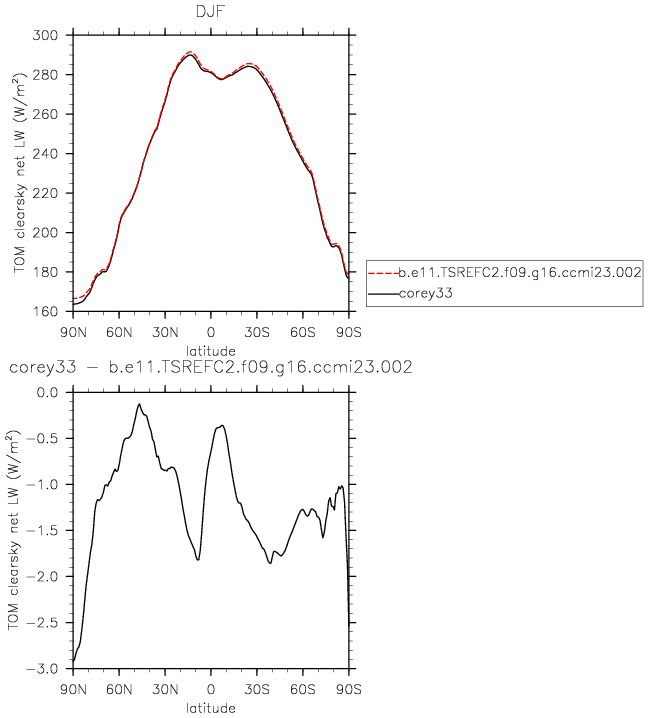 DJF
TOM clearsky net LW (W/m²)
300
280
260
240
220
200
180
160
90N 60N 30N 0 30S 60S 90S
latitude
b.e11.TSREFC2.f09.g16.ccmi23.002
corey33
corey33 − b.e11.TSREFC2.f09.g16.ccmi23.002
TOM clearsky net LW (W/m²)
0.0
−0.5
−1.0
−1.5
−2.0
−2.5
−3.0
90N 60N 30N 0 30S 60S 90S
latitude